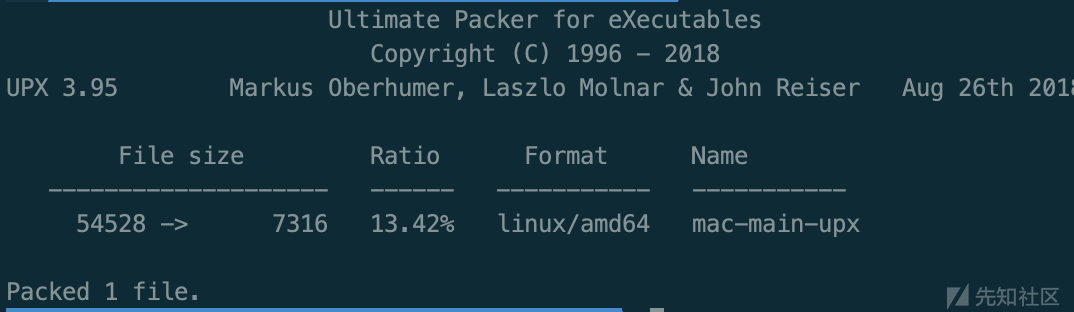 Ultimate Packer for eXecutables
Copyright (C) 1996 - 2018
UPX 3.95 Markus Oberhumer, Laszlo Molnar & John Reiser Aug 26th 2018
File size Ratio Format Name
-------------------- ------ ----------- -----------
54528 -> 7316 13.42% linux/amd64 mac-main-upx
Packed 1 file.
先知社区